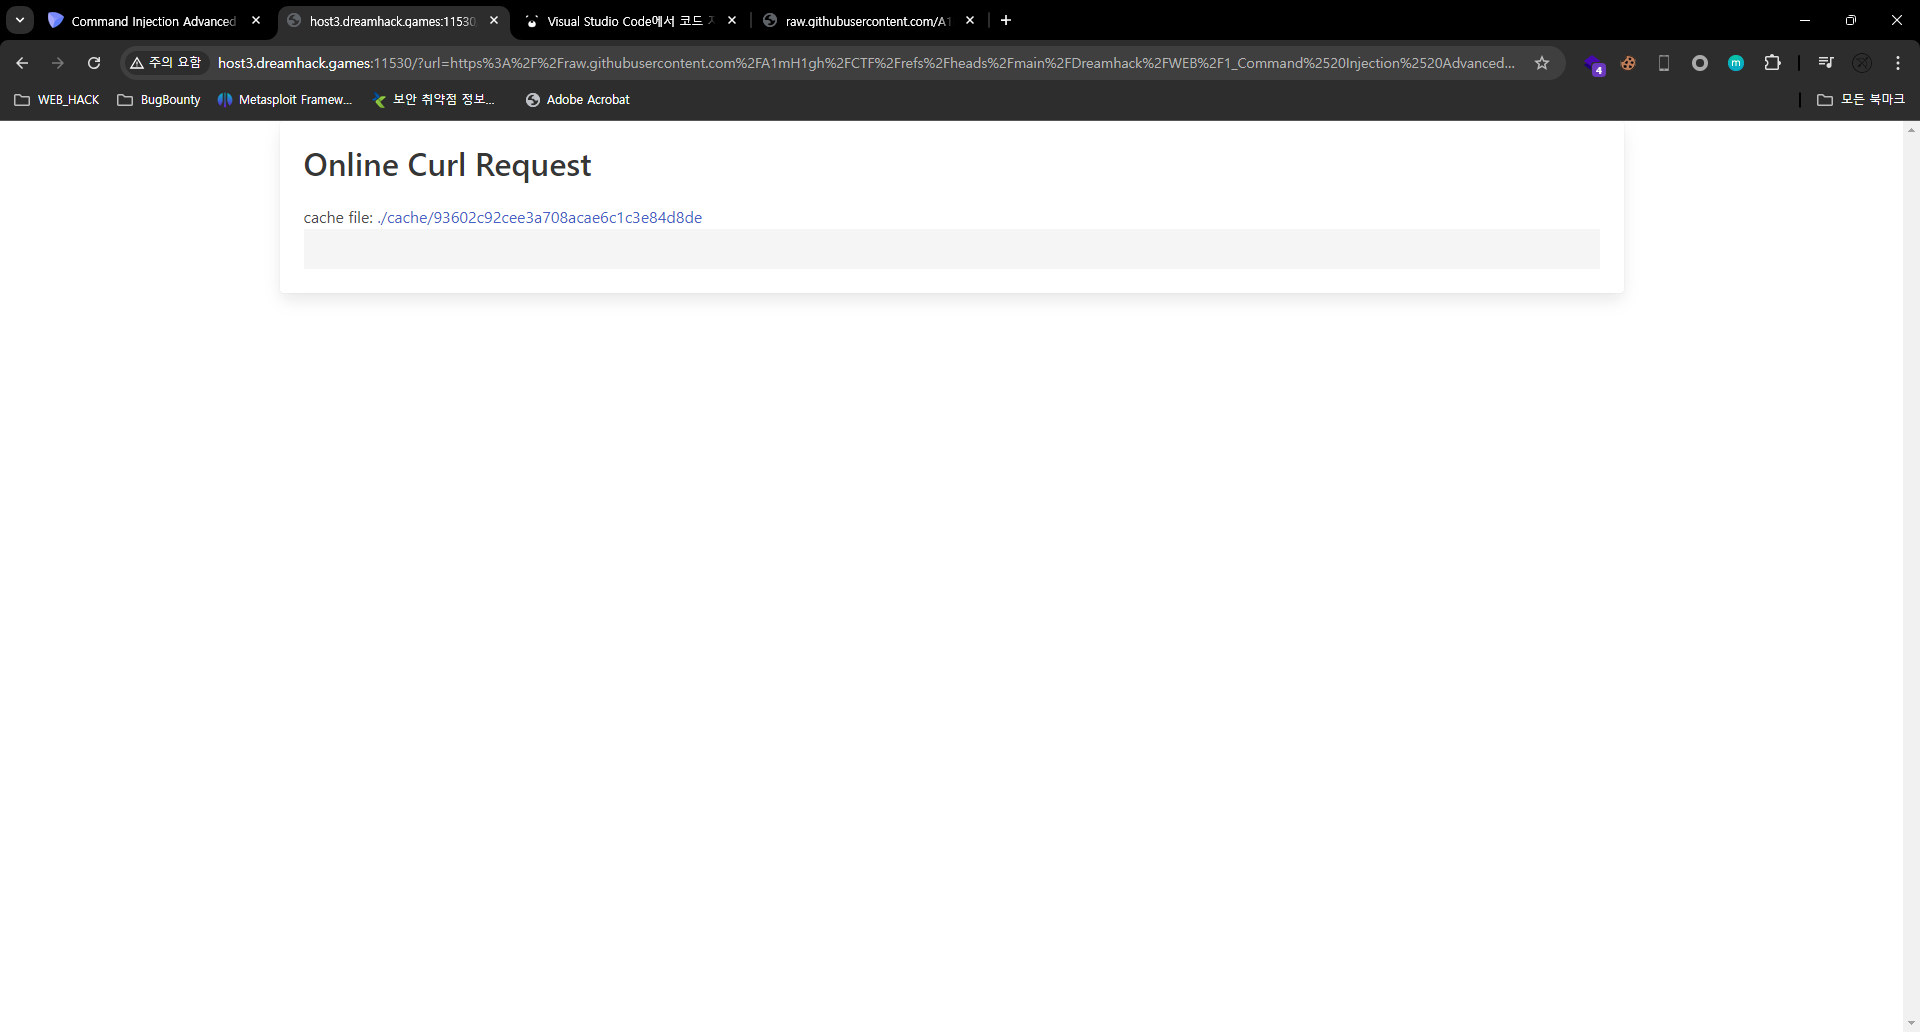 Command Injection Advanced
host3.dreamhack.games:11530
Visual Studio Code에서 코드
raw.githubusercontent.com/A1
주의 요함
host3.dreamhack.games:11530/?url=https%3A%2F%2Fraw.githubusercontent.com%2FA1mH1gh%2FCTF%2Frefs%2Fheads%2Fmain%2FDreamhack%2FWEB%2F1_Command%2520Injection%2520Advanced...
4
m
WEB_HACK
BugBounty
Metasploit Framew...
보안 취약점 정보...
Adobe Acrobat
모든 북마크
Online Curl Request
cache file: ./cache/93602c92cee3a708acae6c1c3e84d8de